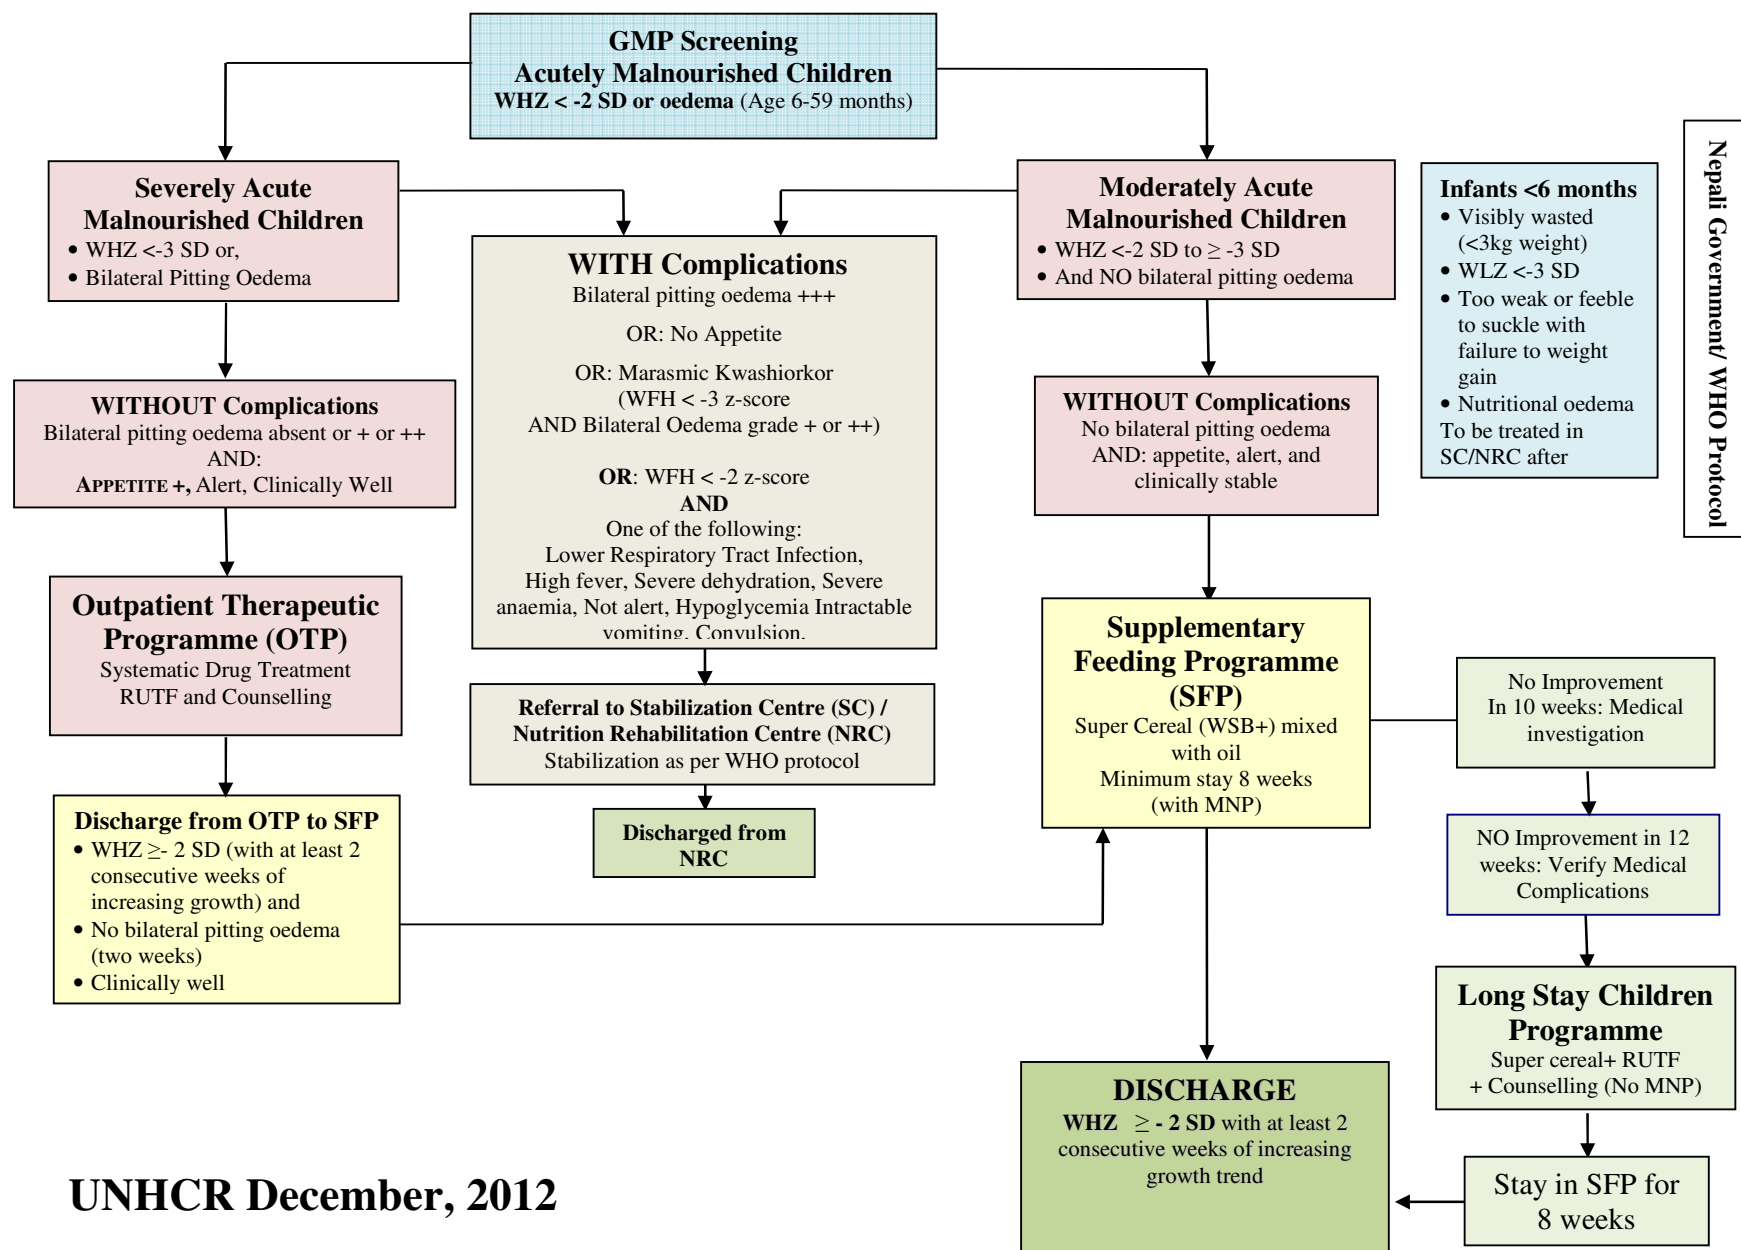 GMP Screening
Acutely Malnourished Children
WHZ < -2 SD or oedema (Age 6-59 months)
Severely Acute
Malnourished Children
• WHZ <-3 SD or,
• Bilateral Pitting Oedema
WITH Complications
Bilateral pitting oedema +++
OR: No Appetite
OR: Marasmic Kwashiorkor
(WFH < -3 z-score
AND Bilateral Oedema grade + or ++)
OR: WFH < -2 z-score
AND
One of the following:
Lower Respiratory Tract Infection,
High fever, Severe dehydration, Severe
anaemia, Not alert, Hypoglycemia Intractable
vomiting, Convulsion,
Moderately Acute
Malnourished Children
• WHZ <-2 SD to ≥ -3 SD
• And NO bilateral pitting oedema
Infants <6 months
• Visibly wasted
(<3kg weight)
• WLZ <-3 SD
• Too weak or feeble
to suckle with
failure to weight
gain
• Nutritional oedema
To be treated in
SC/NRC after
Nepali Government/ WHO Protocol
WITHOUT Complications
Bilateral pitting oedema absent or + or ++
AND:
APPETITE +, Alert, Clinically Well
WITHOUT Complications
No bilateral pitting oedema
AND: appetite, alert, and
clinically stable
Outpatient Therapeutic
Programme (OTP)
Systematic Drug Treatment
RUTF and Counselling
Referral to Stabilization Centre (SC) /
Nutrition Rehabilitation Centre (NRC)
Stabilization as per WHO protocol
Discharged from
NRC
Supplementary
Feeding Programme
(SFP)
Super Cereal (WSB+) mixed
with oil
Minimum stay 8 weeks
(with MNP)
No Improvement
In 10 weeks: Medical
investigation
NO Improvement in 12
weeks: Verify Medical
Complications
Discharge from OTP to SFP
• WHZ ≥- 2 SD (with at least 2
consecutive weeks of
increasing growth) and
• No bilateral pitting oedema
(two weeks)
• Clinically well
Long Stay Children
Programme
Super cereal+ RUTF
+ Counselling (No MNP)
DISCHARGE
WHZ ≥ - 2 SD with at least 2
consecutive weeks of increasing
growth trend
Stay in SFP for
8 weeks
UNHCR December, 2012